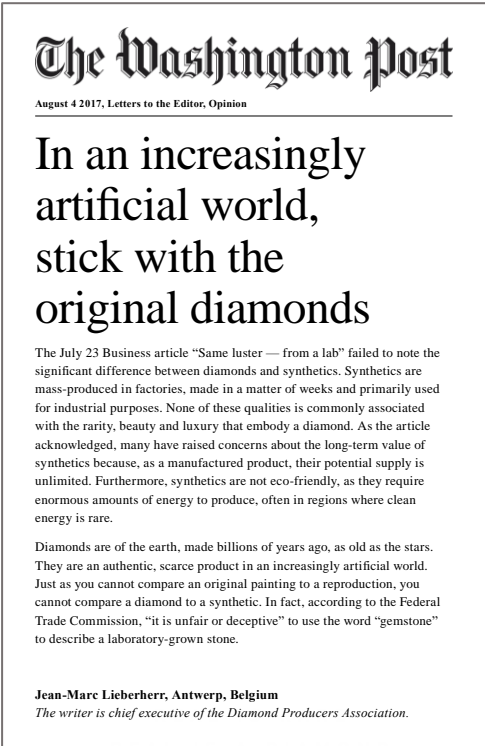 The Washington Post
August 4 2017, Letters to the Editor, Opinion
In an increasingly
artificial world,
stick with the
original diamonds
The July 23 Business article “Same luster — from a lab” failed to note the
significant difference between diamonds and synthetics. Synthetics are
mass-produced in factories, made in a matter of weeks and primarily used
for industrial purposes. None of these qualities is commonly associated
with the rarity, beauty and luxury that embody a diamond. As the article
acknowledged, many have raised concerns about the long-term value of
synthetics because, as a manufactured product, their potential supply is
unlimited. Furthermore, synthetics are not eco-friendly, as they require
enormous amounts of energy to produce, often in regions where clean
energy is rare.
Diamonds are of the earth, made billions of years ago, as old as the stars.
They are an authentic, scarce product in an increasingly artificial world.
Just as you cannot compare an original painting to a reproduction, you
cannot compare a diamond to a synthetic. In fact, according to the Federal
Trade Commission, “it is unfair or deceptive” to use the word “gemstone”
to describe a laboratory-grown stone.
Jean-Marc Lieberherr, Antwerp, Belgium
The writer is chief executive of the Diamond Producers Association.